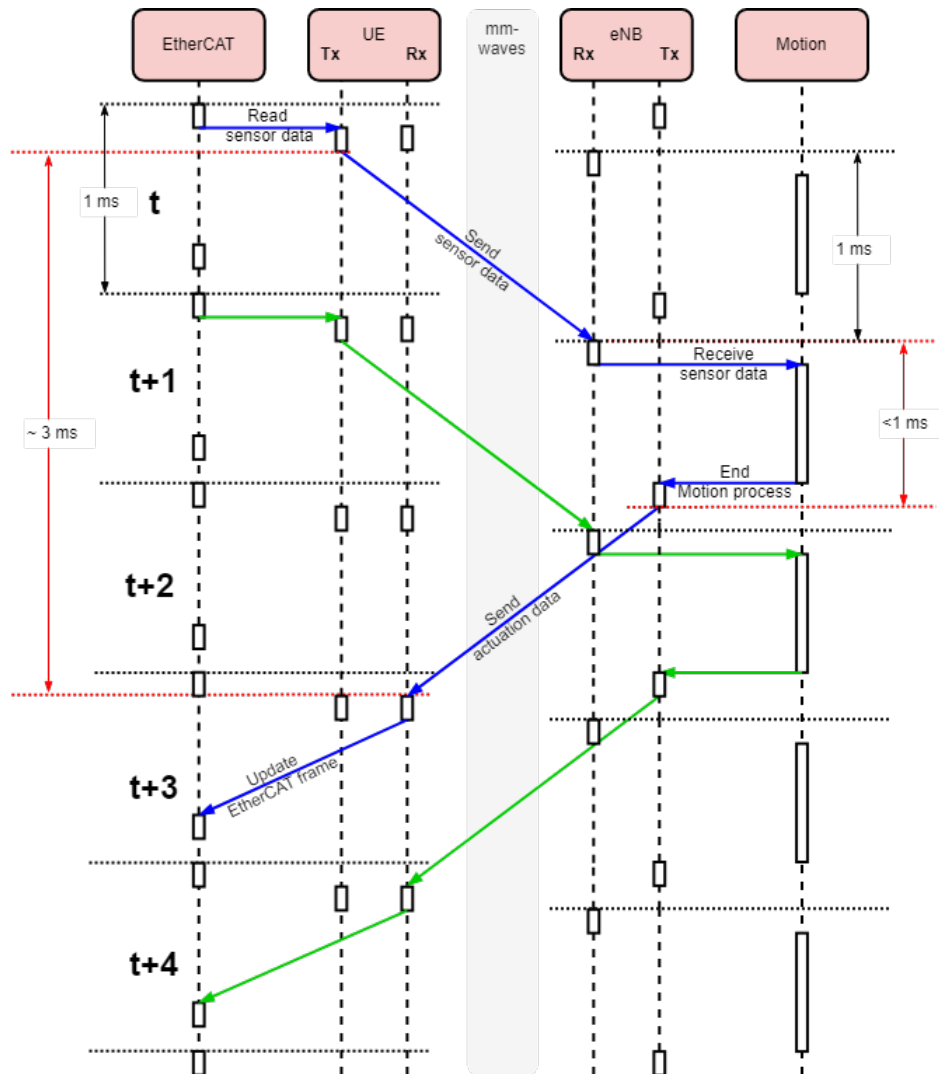 EtherCAT
UE
Tx
Rx
mm-
waves
eNB
Rx
Tx
Motion
Read
sensor data
1 ms
t
Send
sensor data
1 ms
Receive
sensor data
t+1
~ 3 ms
<1 ms
End
Motion process
t+2
Send
actuation data
Update
EtherCAT frame
t+3
t+4